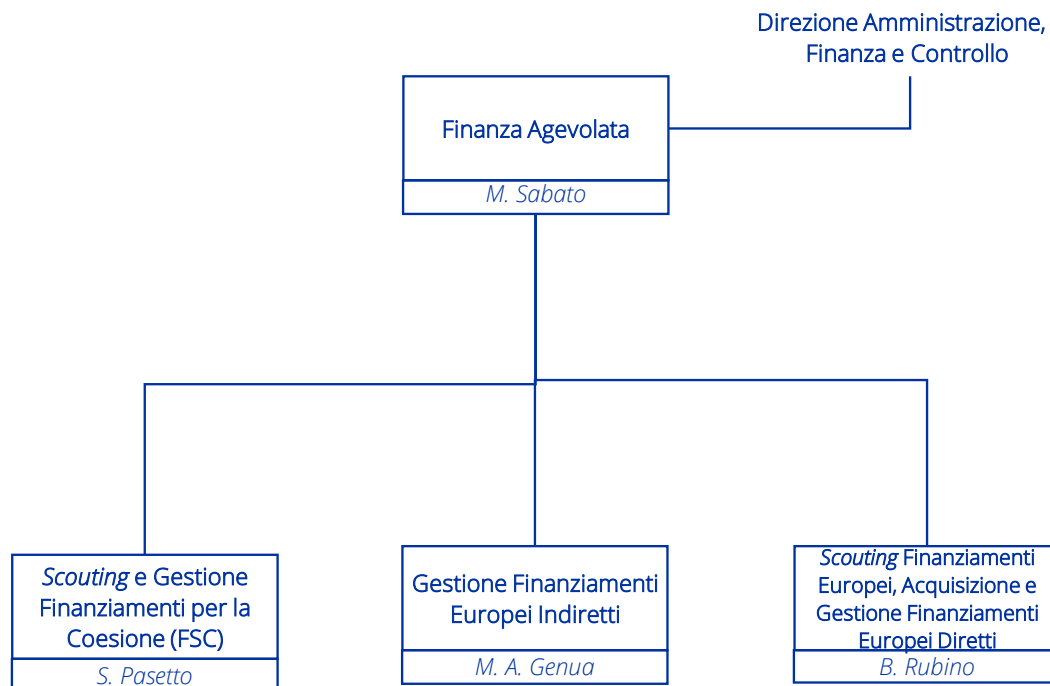 Direzione Amministrazione,
Finanza e Controllo
Finanza Agevolata
M. Sabato
Scouting e Gestione
Finanziamenti per la
Coesione (FSC)
S. Pasetto
Gestione Finanziamenti
Europei Indiretti
M. A. Genua
Scouting Finanziamenti
Europei, Acquisizione e
Gestione Finanziamenti
Europei Diretti
B. Rubino